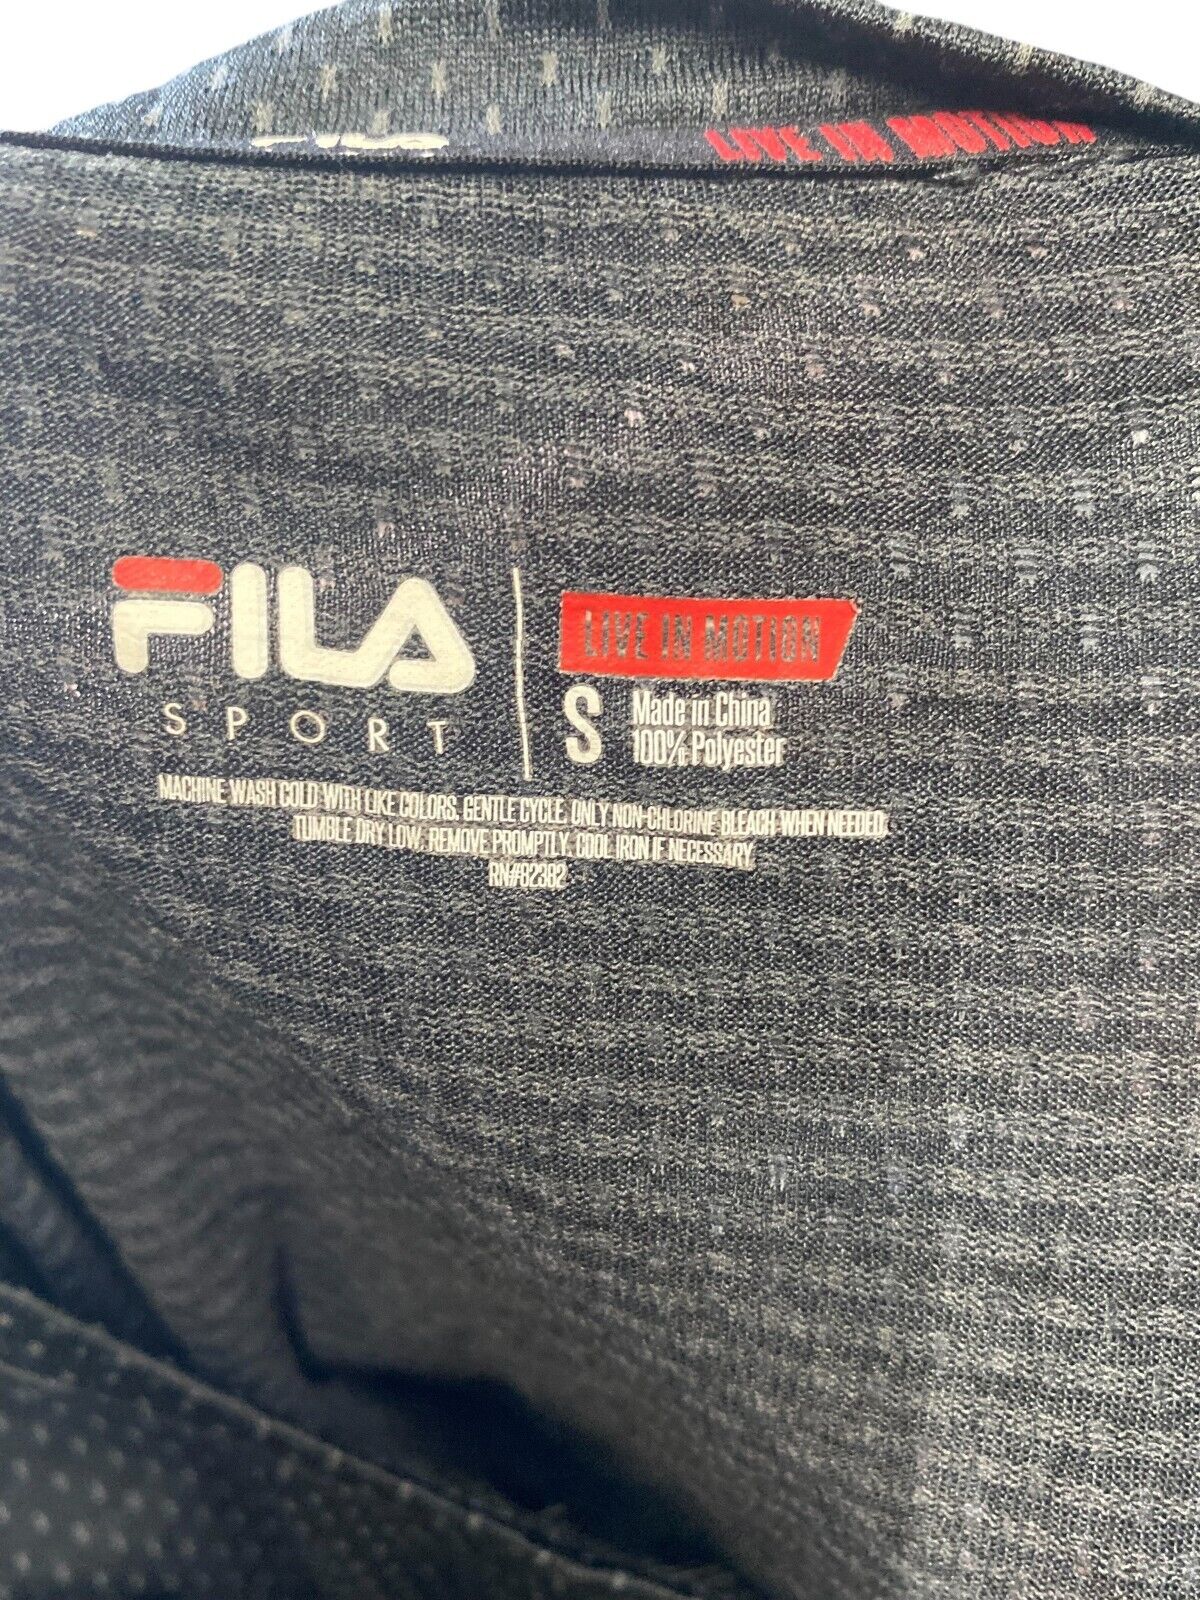 FILA LIVE IN MOTION
FILA
SPORT
LIVE IN MOTION
S
Made in China
100% Polyester
MACHINE WASH COLD WITH LIKE COLORS. GENTLE CYCLE. ONLY NON-CHLORINE BLEACH WHEN NEEDED.
TUMBLE DRY LOW, REMOVE PROMPTLY. COOL IRON IF NECESSARY.
RN#82382